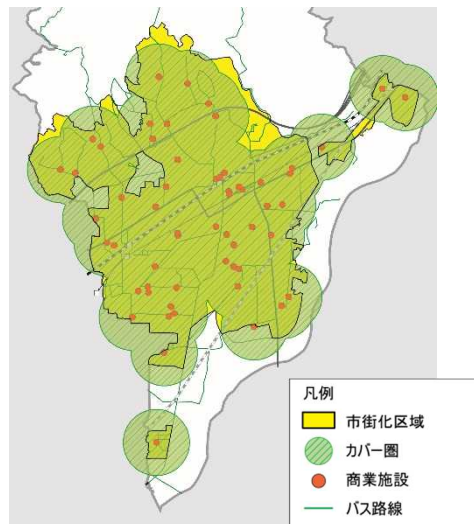 凡例
市街化区域
カバー圏
商業施設
バス路線